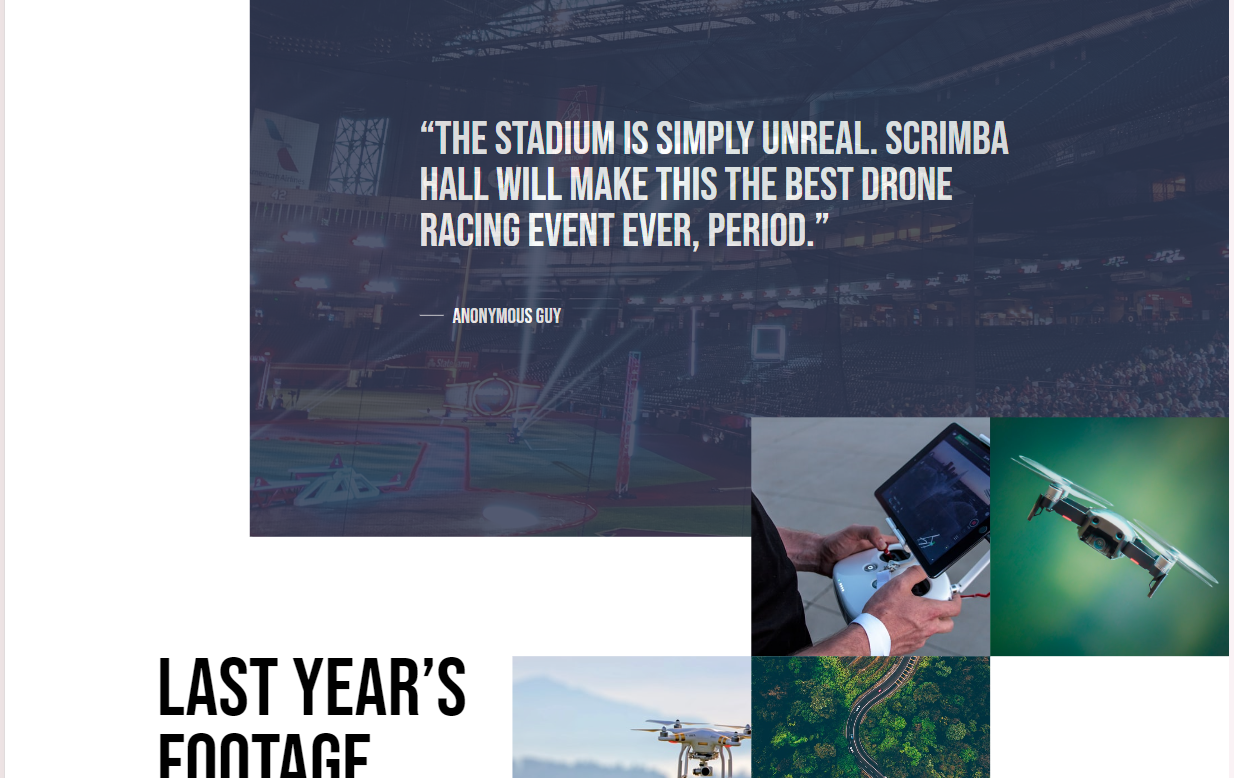 “THE STADIUM IS SIMPLY UNREAL. SCRIMBA
HALL WILL MAKE THIS THE BEST DRONE
RACING EVENT EVER, PERIOD.”
— ANONYMOUS GUY
LAST YEAR’S
FOOTAGE